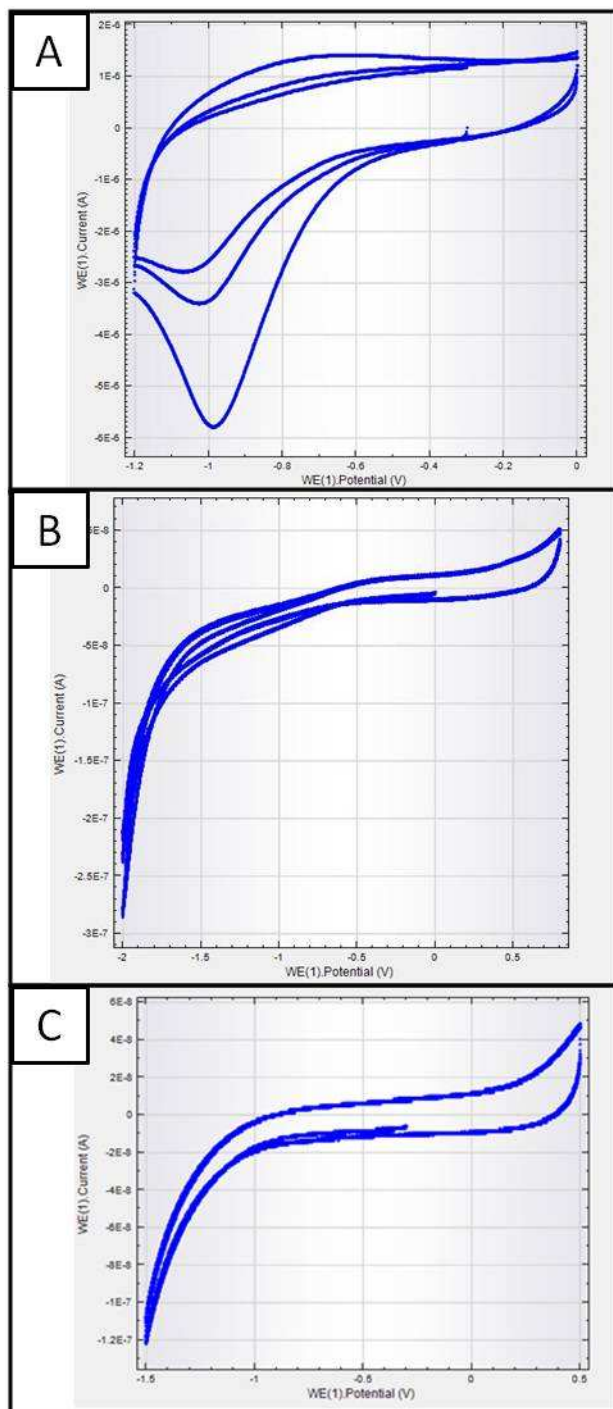 A
2E-6
1E-6
0
-1E-6
-2E-6
-3E-6
-4E-6
-5E-6
-6E-6
WE(1).Current (A)
-1.2 -1 -0.8 -0.6 -0.4 -0.2 0
WE(1).Potential (V)
B
0
-5E-8
-1E-7
-1.5E-7
-2E-7
-2.5E-7
-3E-7
WE(1).Current (A)
-2 -1.5 -1 -0.5 0 0.5
WE(1).Potential (V)
C
6E-8
4E-8
2E-8
0
-2E-8
-4E-8
-6E-8
-8E-8
-1E-7
-1.2E-7
WE(1).Current (A)
-1.5 -1 -0.5 0 0.5
WE(1).Potential (V)